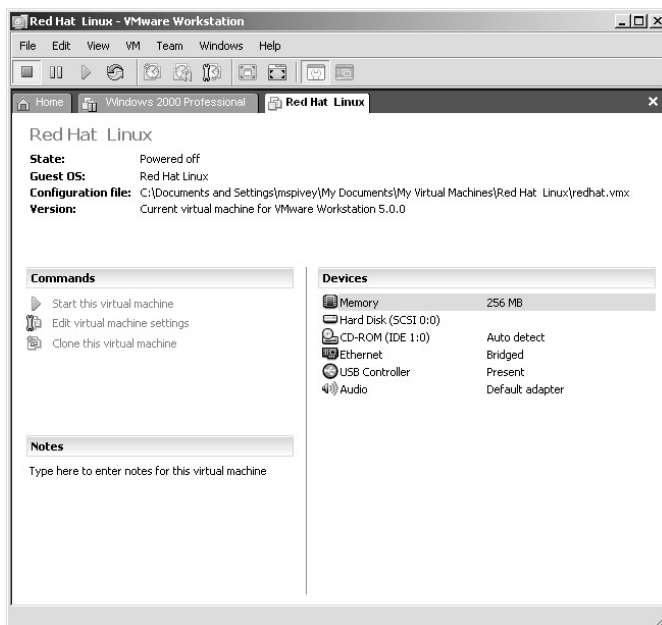 Red Hat Linux - VMware Workstation
File Edit View VM Team Windows Help
Home Windows 2000 Professional Red Hat Linux
Red Hat Linux
State: Powered off
Guest OS: Red Hat Linux
Configuration file: C:\Documents and Settings\mspivey\My Documents\My Virtual Machines\Red Hat Linux\redhat.vmx
Version: Current virtual machine for VMware Workstation 5.0.0
Commands
Start this virtual machine
Edit virtual machine settings
Clone this virtual machine
Devices
Memory 256 MB
Hard Disk (SCSI 0:0)
CD-ROM (IDE 1:0) Auto detect
Ethernet Bridged
USB Controller Present
Audio Default adapter
Notes
Type here to enter notes for this virtual machine